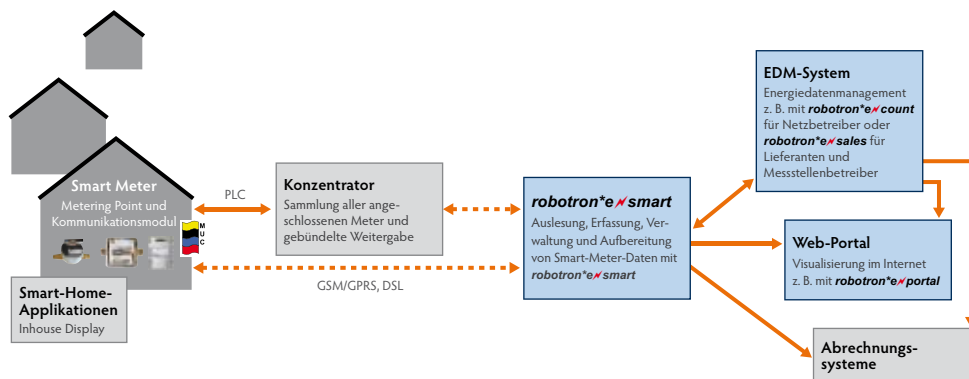 Smart Meter
Metering Point und
Kommunikationsmodul
M
U
C
Smart-Home-
Applikationen
Inhouse Display
PLC
Konzentrator
Sammlung aller ange-
schlossenen Meter und
gebündelte Weitergabe
GSM/GPRS, DSL
robotron*e smart
Auslesung, Erfassung, Ver-
waltung und Aufbereitung
von Smart-Meter-Daten mit
robotron*e smart
EDM-System
Energiedatenmanagement
z. B. mit robotron*e count
für Netzbetreiber oder
robotron*e sales für
Lieferanten und
Messstellenbetreiber
Web-Portal
Visualisierung im Internet
z. B. mit robotron*e portal
Abrechnungs-
systeme